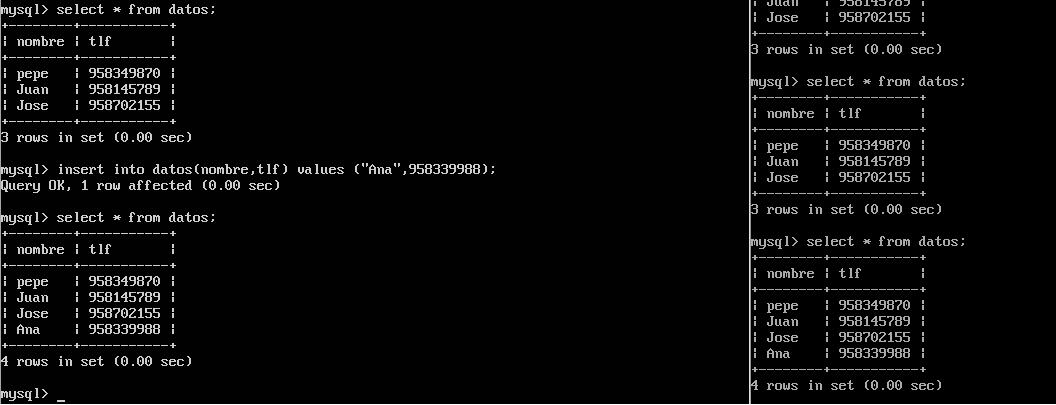 mysql> select * from datos;
+--------+-----------+
| nombre | tlf       |
+--------+-----------+
| pepe   | 958349870 |
| Juan   | 958145789 |
| Jose   | 958702155 |
+--------+-----------+
3 rows in set (0.00 sec)
mysql> insert into datos(nombre,tlf) values ("Ana",958339988);
Query OK, 1 row affected (0.00 sec)
mysql> select * from datos;
+--------+-----------+
| nombre | tlf       |
+--------+-----------+
| pepe   | 958349870 |
| Juan   | 958145789 |
| Jose   | 958702155 |
| Ana    | 958339988 |
+--------+-----------+
4 rows in set (0.00 sec)
mysql> _
| Juan   | 958145789 |
| Jose   | 958702155 |
+--------+-----------+
3 rows in set (0.00 sec)
mysql> select * from datos;
+--------+-----------+
| nombre | tlf       |
+--------+-----------+
| pepe   | 958349870 |
| Juan   | 958145789 |
| Jose   | 958702155 |
+--------+-----------+
3 rows in set (0.00 sec)
mysql> select * from datos;
+--------+-----------+
| nombre | tlf       |
+--------+-----------+
| pepe   | 958349870 |
| Juan   | 958145789 |
| Jose   | 958702155 |
| Ana    | 958339988 |
+--------+-----------+
4 rows in set (0.00 sec)